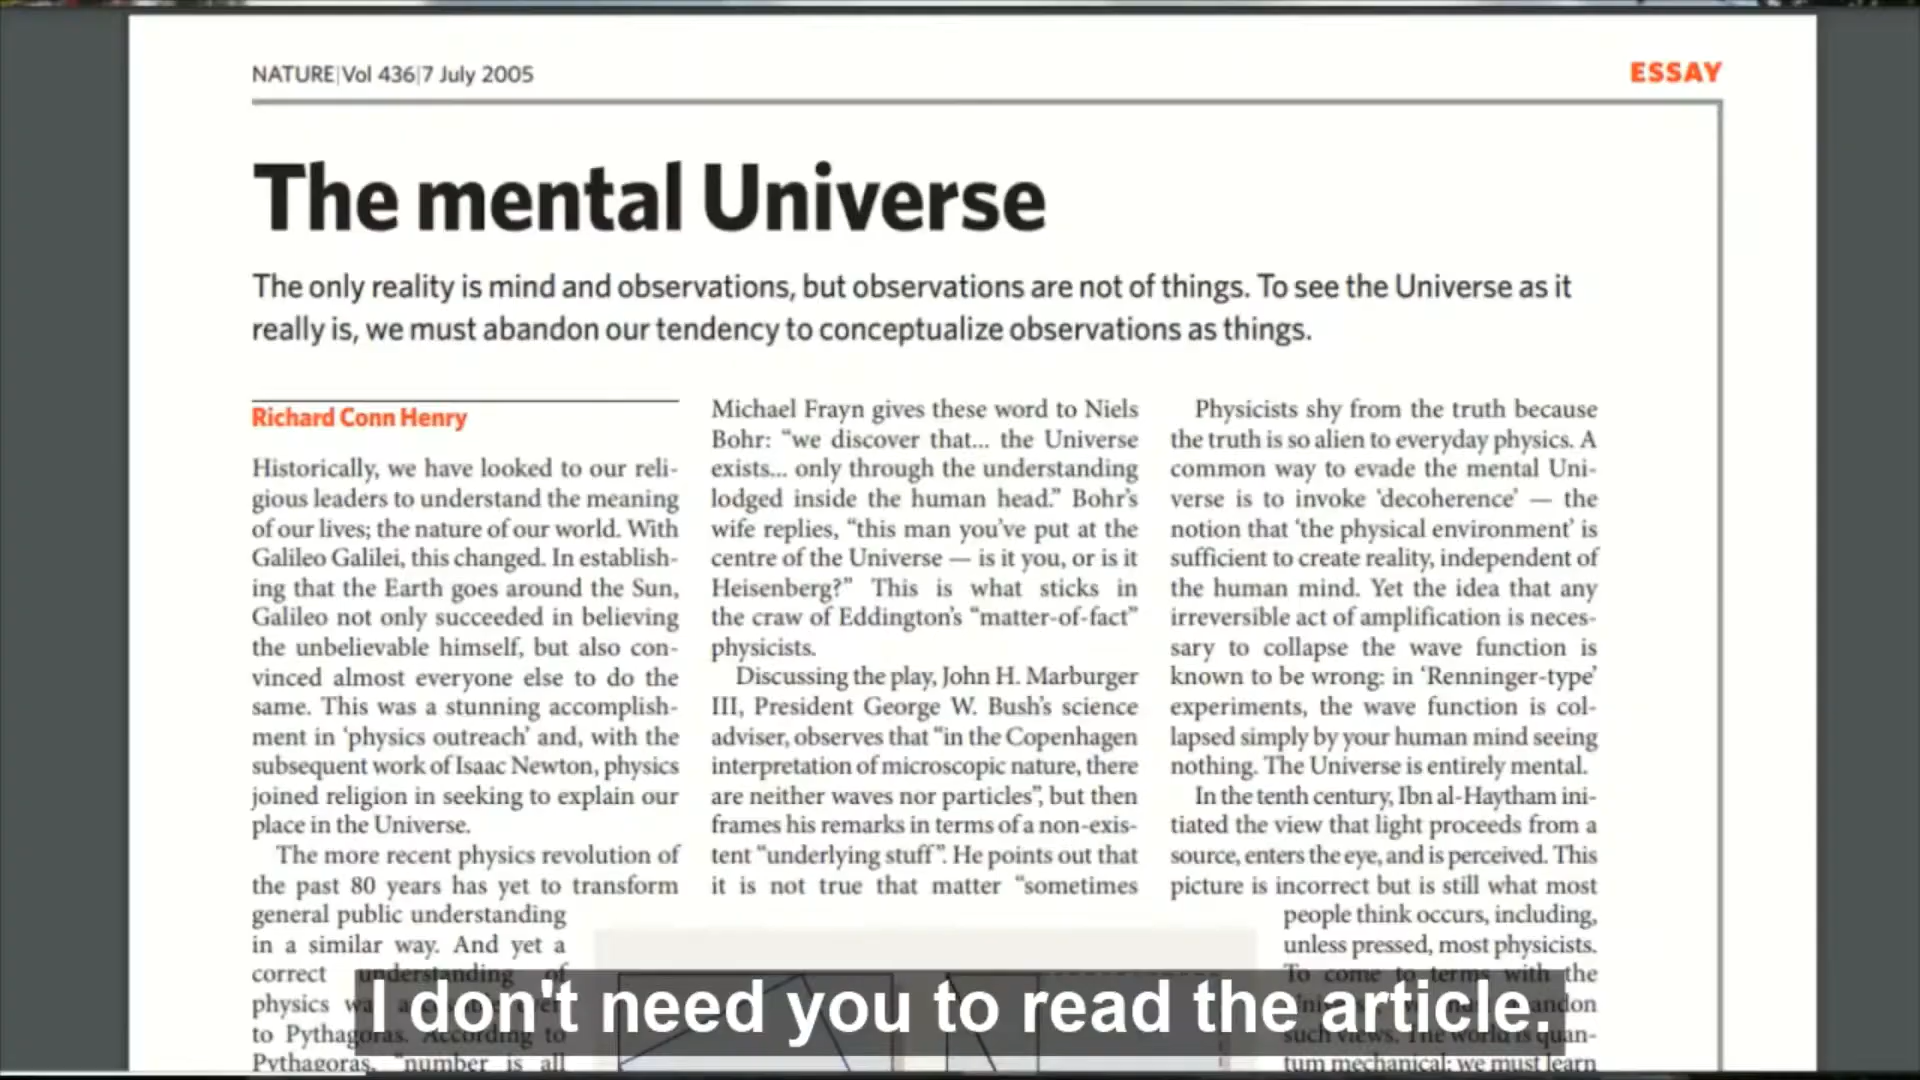 NATURE|Vol 436|7 July 2005
ESSAY
The mental Universe
The only reality is mind and observations, but observations are not of things. To see the Universe as it
really is, we must abandon our tendency to conceptualize observations as things.
Richard Conn Henry
Historically, we have looked to our reli-
gious leaders to understand the meaning
of our lives; the nature of our world. With
Galileo Galilei, this changed. In establish-
ing that the Earth goes around the Sun,
Galileo not only succeeded in believing
the unbelievable himself, but also con-
vinced almost everyone else to do the
same. This was a stunning accomplish-
ment in ‘physics outreach’ and, with the
subsequent work of Isaac Newton, physics
joined religion in seeking to explain our
place in the Universe.
The more recent physics revolution of
the past 80 years has yet to transform
general public understanding
in a similar way. And yet a
correct understanding of
physics
to Pythagoras. According to
Pythagoras, “number is all
Michael Frayn gives these word to Niels
Bohr: “we discover that... the Universe
exists... only through the understanding
lodged inside the human head.” Bohr’s
wife replies, “this man you’ve put at the
centre of the Universe — is it you, or is it
Heisenberg?” This is what sticks in
the craw of Eddington’s “matter-of-fact”
physicists.
Discussing the play, John H. Marburger
III, President George W. Bush’s science
adviser, observes that “in the Copenhagen
interpretation of microscopic nature, there
are neither waves nor particles”, but then
frames his remarks in terms of a non-exis-
tent “underlying stuff”. He points out that
it is not true that matter “sometimes
Physicists shy from the truth because
the truth is so alien to everyday physics. A
common way to evade the mental Uni-
verse is to invoke ‘decoherence’ — the
notion that ‘the physical environment’ is
sufficient to create reality, independent of
the human mind. Yet the idea that any
irreversible act of amplification is neces-
sary to collapse the wave function is
known to be wrong: in ‘Renninger-type’
experiments, the wave function is col-
lapsed simply by your human mind seeing
nothing. The Universe is entirely mental.
In the tenth century, Ibn al-Haytham ini-
tiated the view that light proceeds from a
source, enters the eye, and is perceived. This
picture is incorrect but is still what most
people think occurs, including,
unless pressed, most physicists.
To come to terms with the
such views. The world is quan-
tum mechanical: we must learn
I don't need you to read the article.